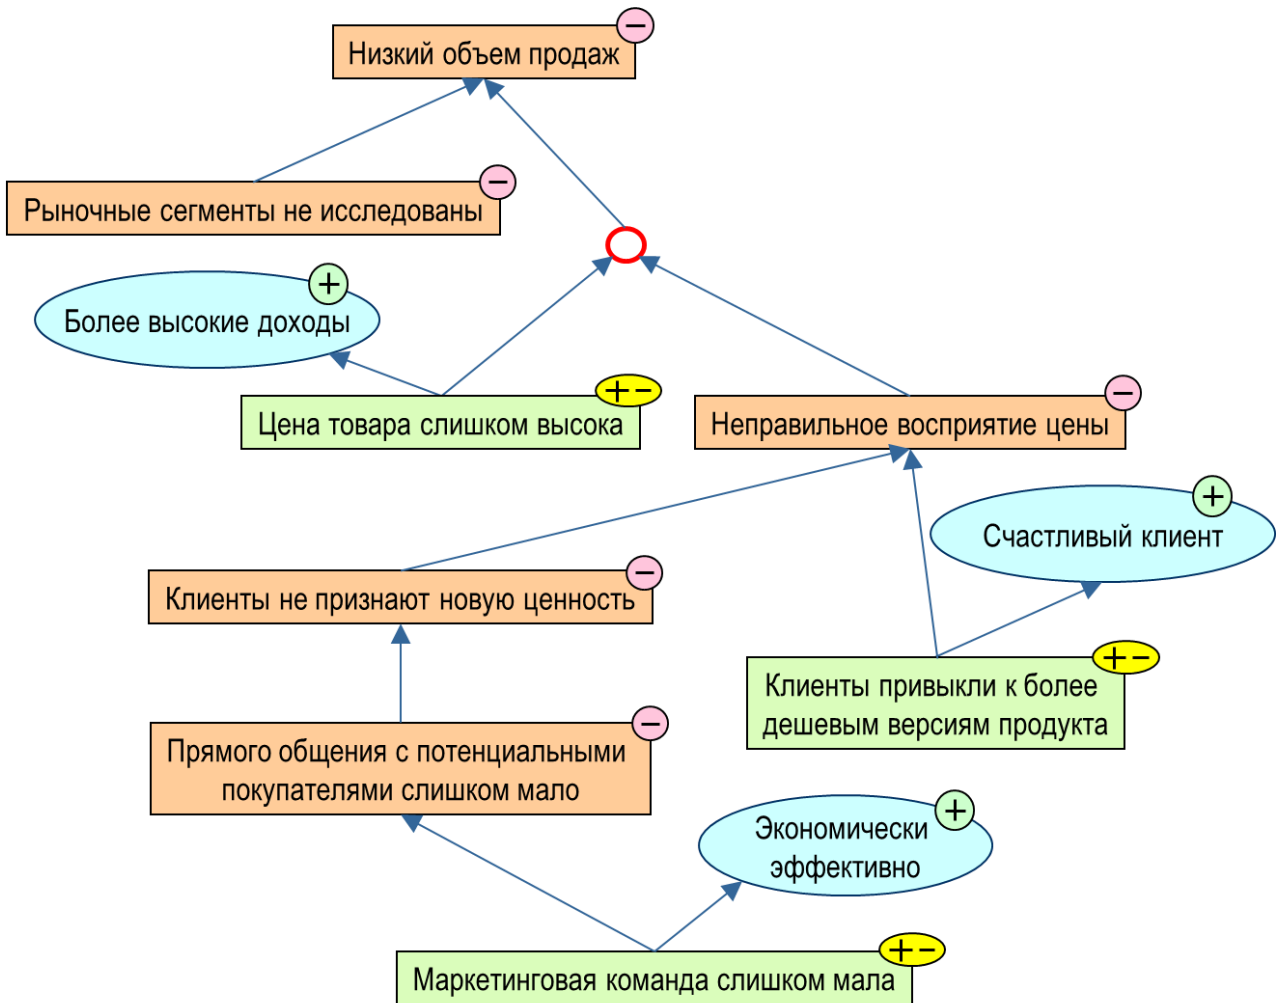 −
Низкий объем продаж
−
Рыночные сегменты не исследованы
+
Более высокие доходы
+−
Цена товара слишком высока
−
Неправильное восприятие цены
+
Счастливый клиент
−
Клиенты не признают новую ценность
+−
Клиенты привыкли к более
дешевым версиям продукта
−
Прямого общения с потенциальными
покупателями слишком мало
+
Экономически
эффективно
+−
Маркетинговая команда слишком мала